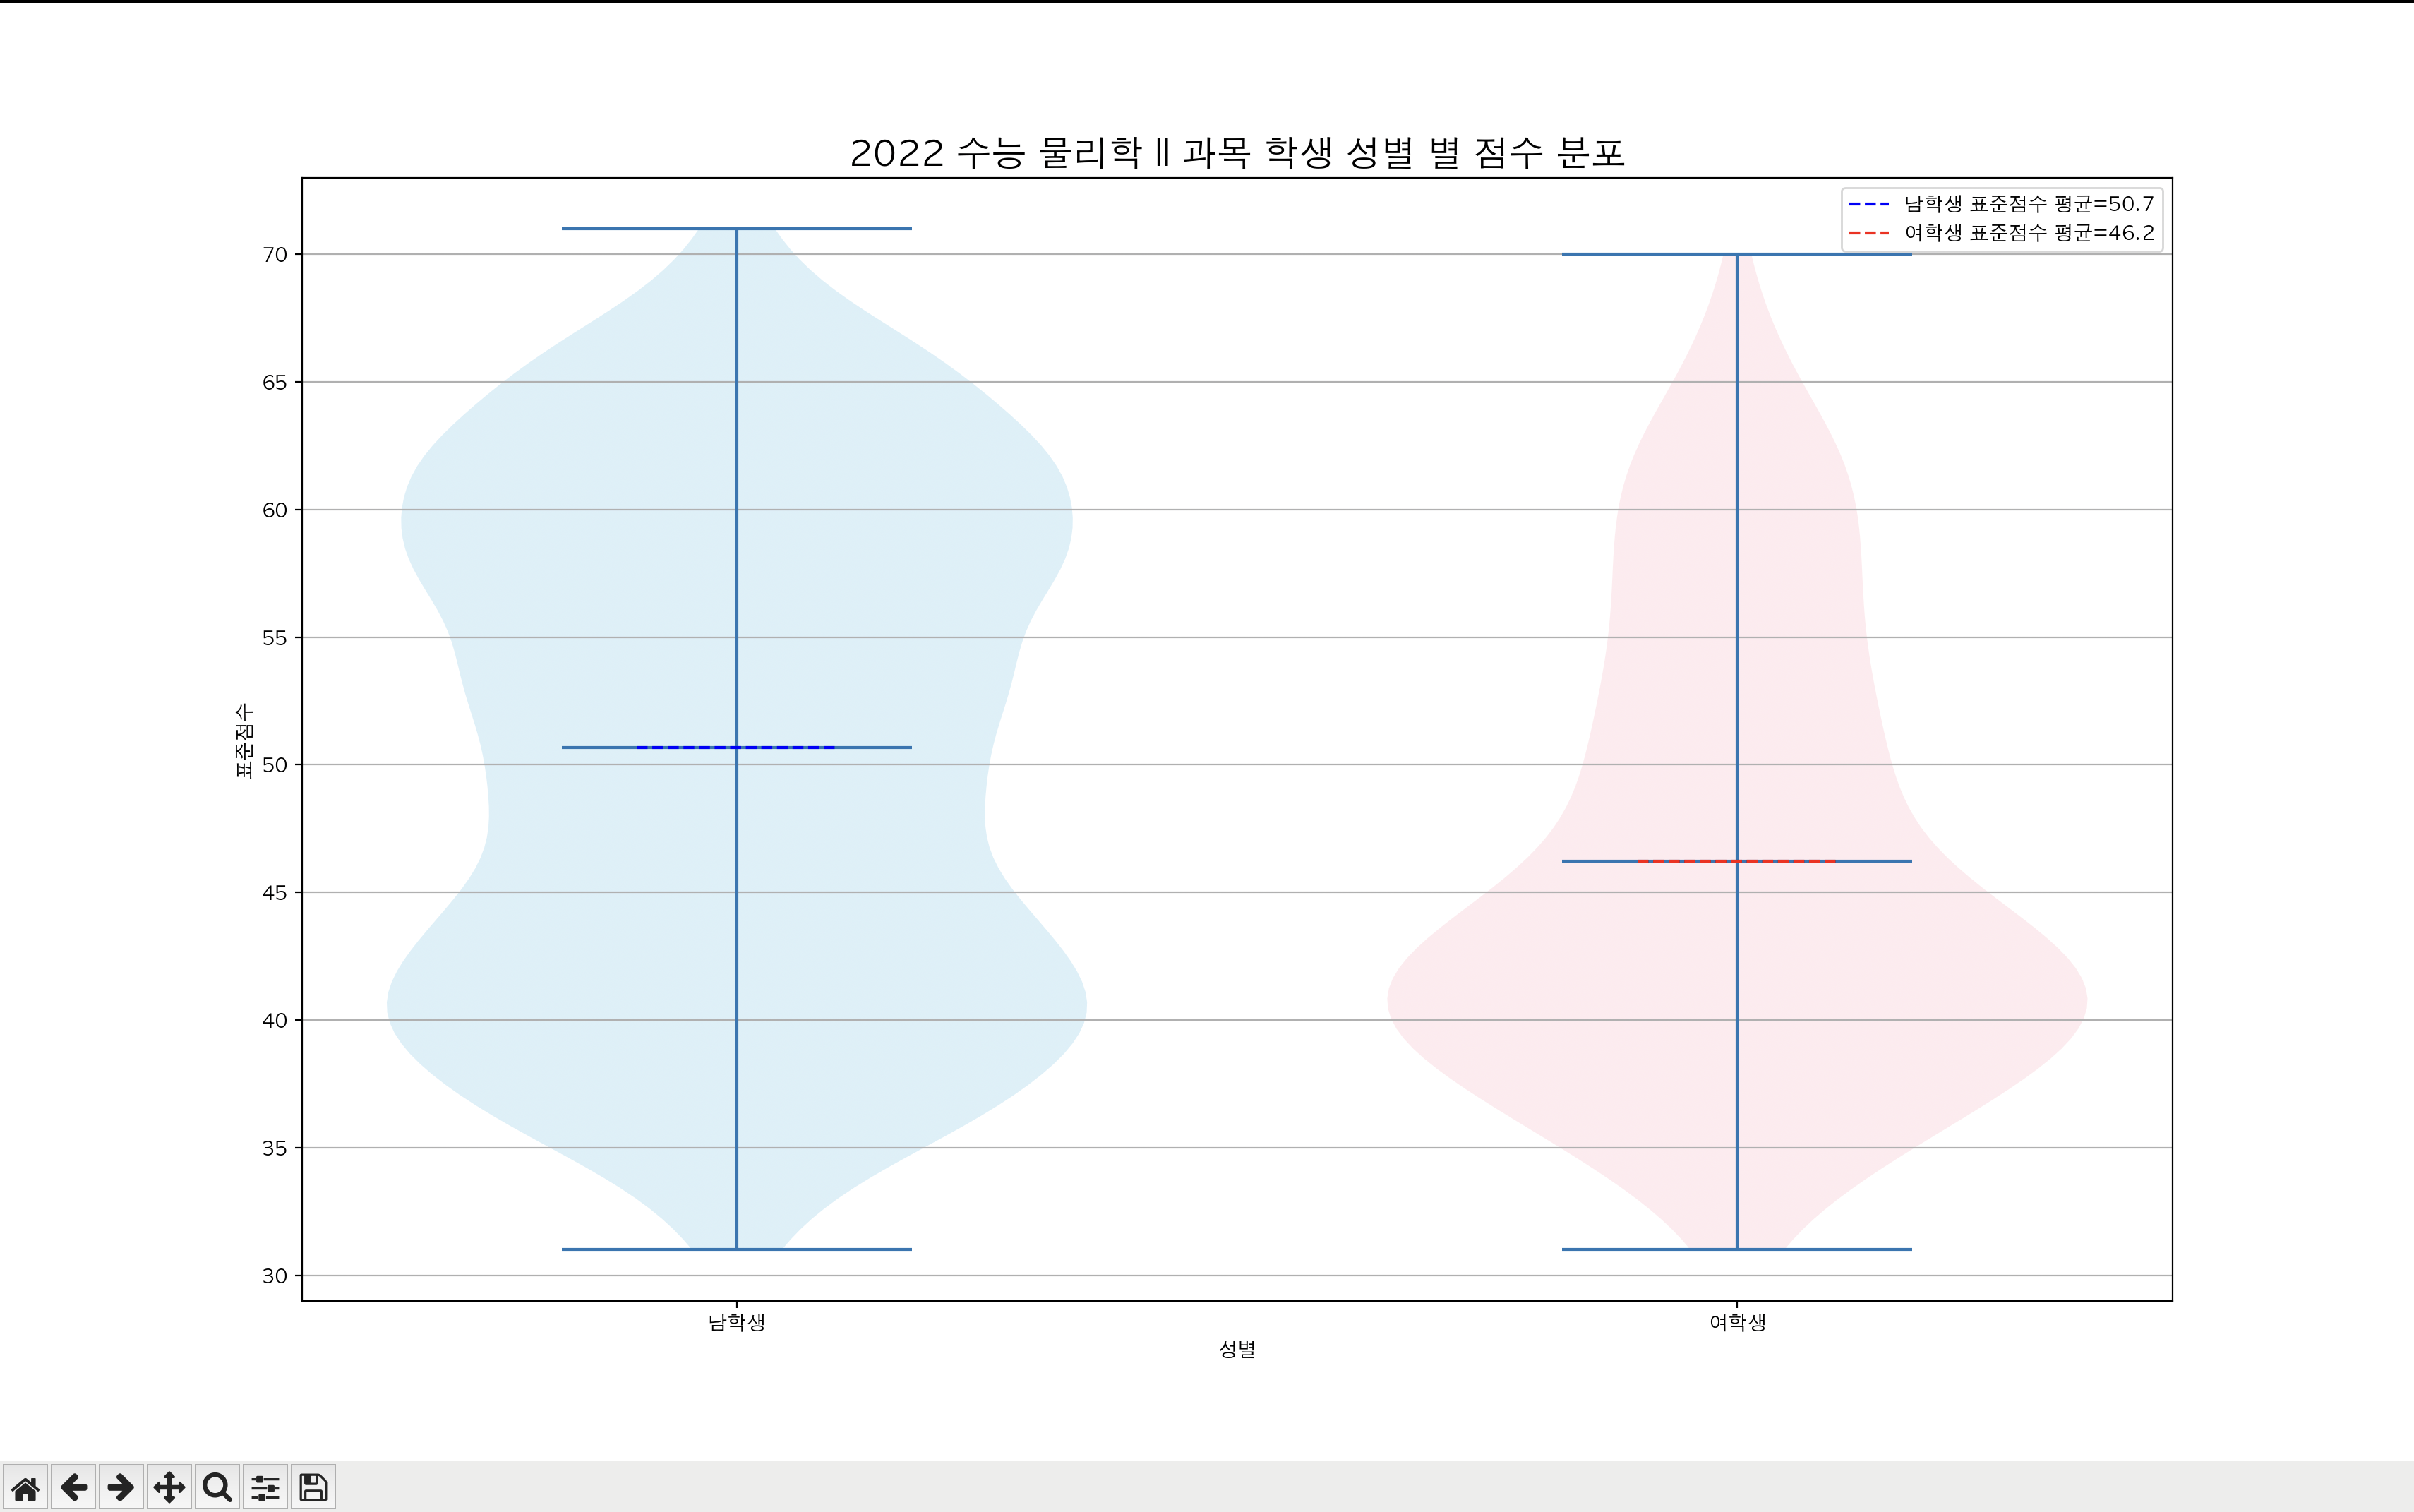 2022 수능 물리학 II 과목 학생 성별 별 점수 분포
남학생 표준점수 평균=50.7
여학생 표준점수 평균=46.2
표준점수
70
65
60
55
50
45
40
35
30
남학생
여학생
성별